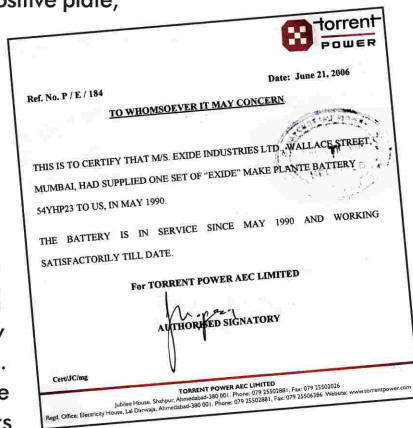 ositive plate,
torrent
POWER
Ref. No. P / E / 184
Date: June 21, 2006
TO WHOMSOEVER IT MAY CONCERN
THIS IS TO CERTIFY THAT M/S. EXIDE INDUSTRIES LTD , WALLACE STREET,
MUMBAI, HAD SUPPLIED ONE SET OF "EXIDE" MAKE PLANTE BATTERY
54YHP23 TO US, IN MAY 1990.
THE BATTERY IS IN SERVICE SINCE MAY 1990 AND WORKING
SATISFACTORILY TILL DATE.
For TORRENT POWER AEC LIMITED
AUTHORISED SIGNATORY
Cert/JC/mg
TORRENT POWER AEC LIMITED
Jubilee House, Shahpur, Ahmedabad-380 001. Phone: 079 25502881, Fax: 079 25502026
Regd. Office: Electricity House, Lal Darwaja, Ahmedabad-380 001. Phone: 079 25502881, Fax: 079 25506386 Website: www.torrentpower.com
y
.
e
rs